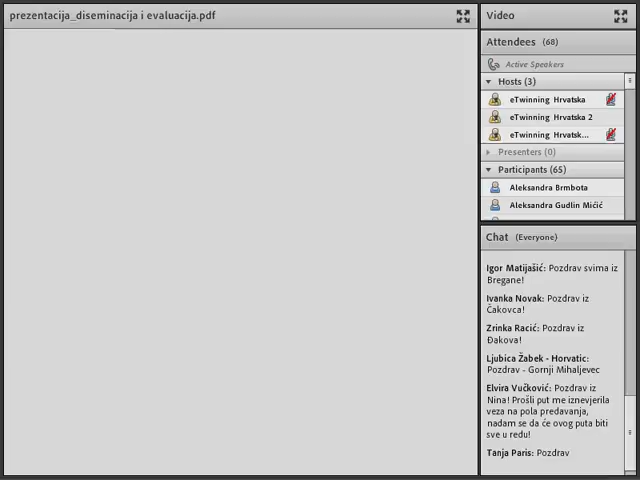 prezentacija_diseminacija i evaluacija.pdf
Video
Attendees (68)
Active Speakers
Hosts (3)
eTwinning Hrvatska
eTwinning Hrvatska 2
eTwinning Hrvatsk...
Presenters (0)
Participants (65)
Aleksandra Brmbota
Aleksandra Gudlin Mićić
Chat (Everyone)
Igor Matijašić: Pozdrav svima iz
Bregane!
Ivanka Novak: Pozdrav iz
Čakovca!
Zrinka Racić: Pozdrav iz
Đakova!
Ljubica Žabek - Horvatic:
Pozdrav - Gornji Mihaljevec
Elvira Vučković: Pozdrav iz
Nina! Prošli put me iznevjerila
veza na pola predavanja,
nadam se da će ovog puta biti
sve u redu!
Tanja Paris: Pozdrav